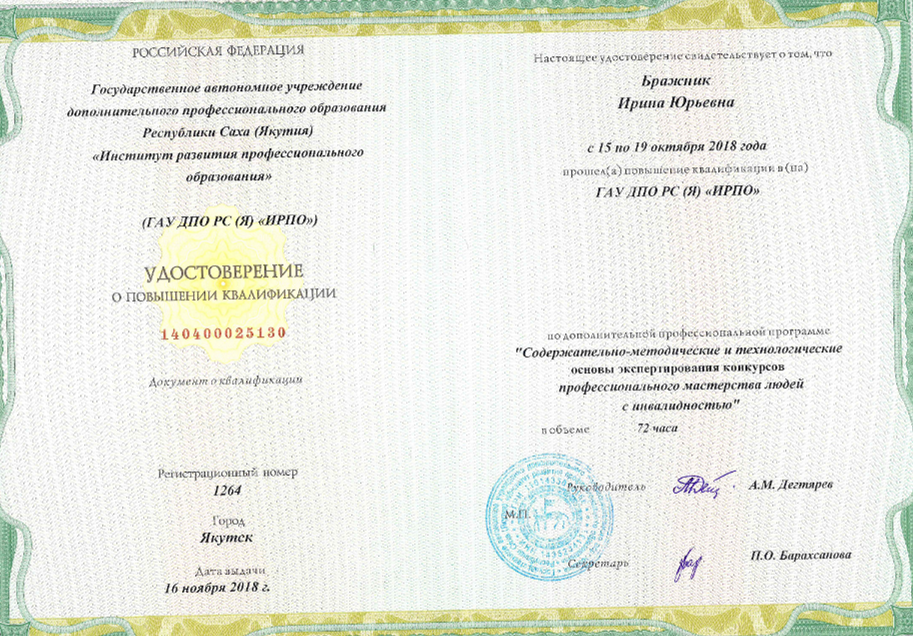 РОССИЙСКАЯ ФЕДЕРАЦИЯ
Государственное автономное учреждение
дополнительного профессионального образования
Республики Саха (Якутия)
«Институт развития профессионального
образования»
(ГАУ ДПО РС (Я) «ИРПО»)
УДОСТОВЕРЕНИЕ
О ПОВЫШЕНИИ КВАЛИФИКАЦИИ
140400025130
Документ о квалификации
Регистрационный номер
1264
Город
Якутск
Дата выдачи
16 ноября 2018 г.
Настоящее удостоверение свидетельствует о том, что
Бражник
Ирина Юрьевна
с 15 по 19 октября 2018 года
прошел(а) повышение квалификации в (на)
ГАУ ДПО РС (Я) «ИРПО»
по дополнительной профессиональной программе
"Содержательно-методические и технологические
основы экспертирования конкурсов
профессионального мастерства людей
с инвалидностью"
в объеме 72 часа
Руководитель А.М. Дегтярев
М.П.
Секретарь П.О. Барахсанова